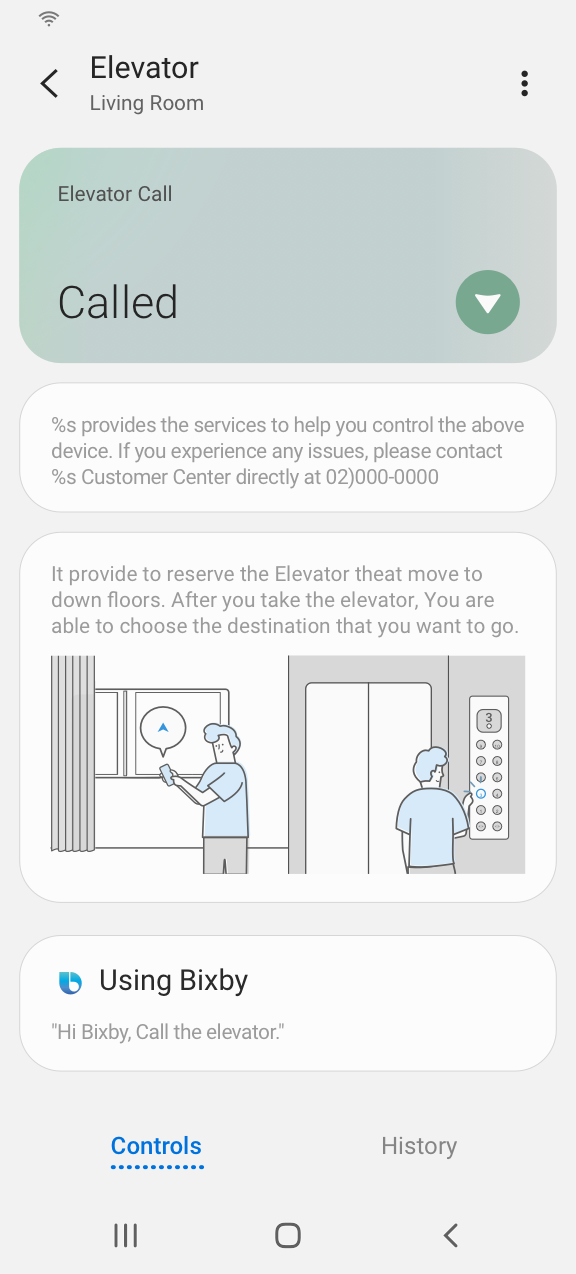 Elevator
Living Room
Elevator Call
Called
%s provides the services to help you control the above
device. If you experience any issues, please contact
%s Customer Center directly at 02)000-0000
It provide to reserve the Elevator theat move to
down floors. After you take the elevator, You are
able to choose the destination that you want to go.
3
Using Bixby
"Hi Bixby, Call the elevator."
Controls
History